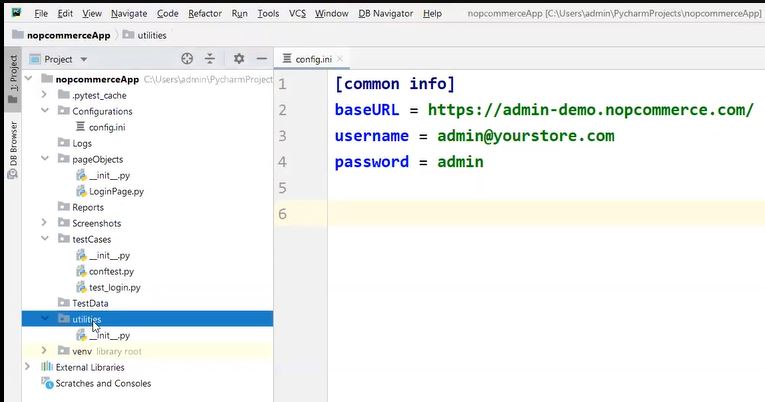 File Edit View Navigate Code Refactor Run Tools VCS Window DB Navigator Help nopcommerceApp [C:\Users\admin\PycharmProjects\nopcommerceApp]
nopcommerceApp utilities
1: Project
DB Browser
Project
nopcommerceApp C:\Users\admin\PycharmProject
.pytest_cache
Configurations
config.ini
Logs
pageObjects
__init__.py
LoginPage.py
Reports
Screenshots
testCases
__init__.py
conftest.py
test_login.py
TestData
utilities
__init__.py
venv library root
External Libraries
Scratches and Consoles
config.ini
1 [common info]
2 baseURL = https://admin-demo.nopcommerce.com/
3 username = admin@yourstore.com
4 password = admin
5
6